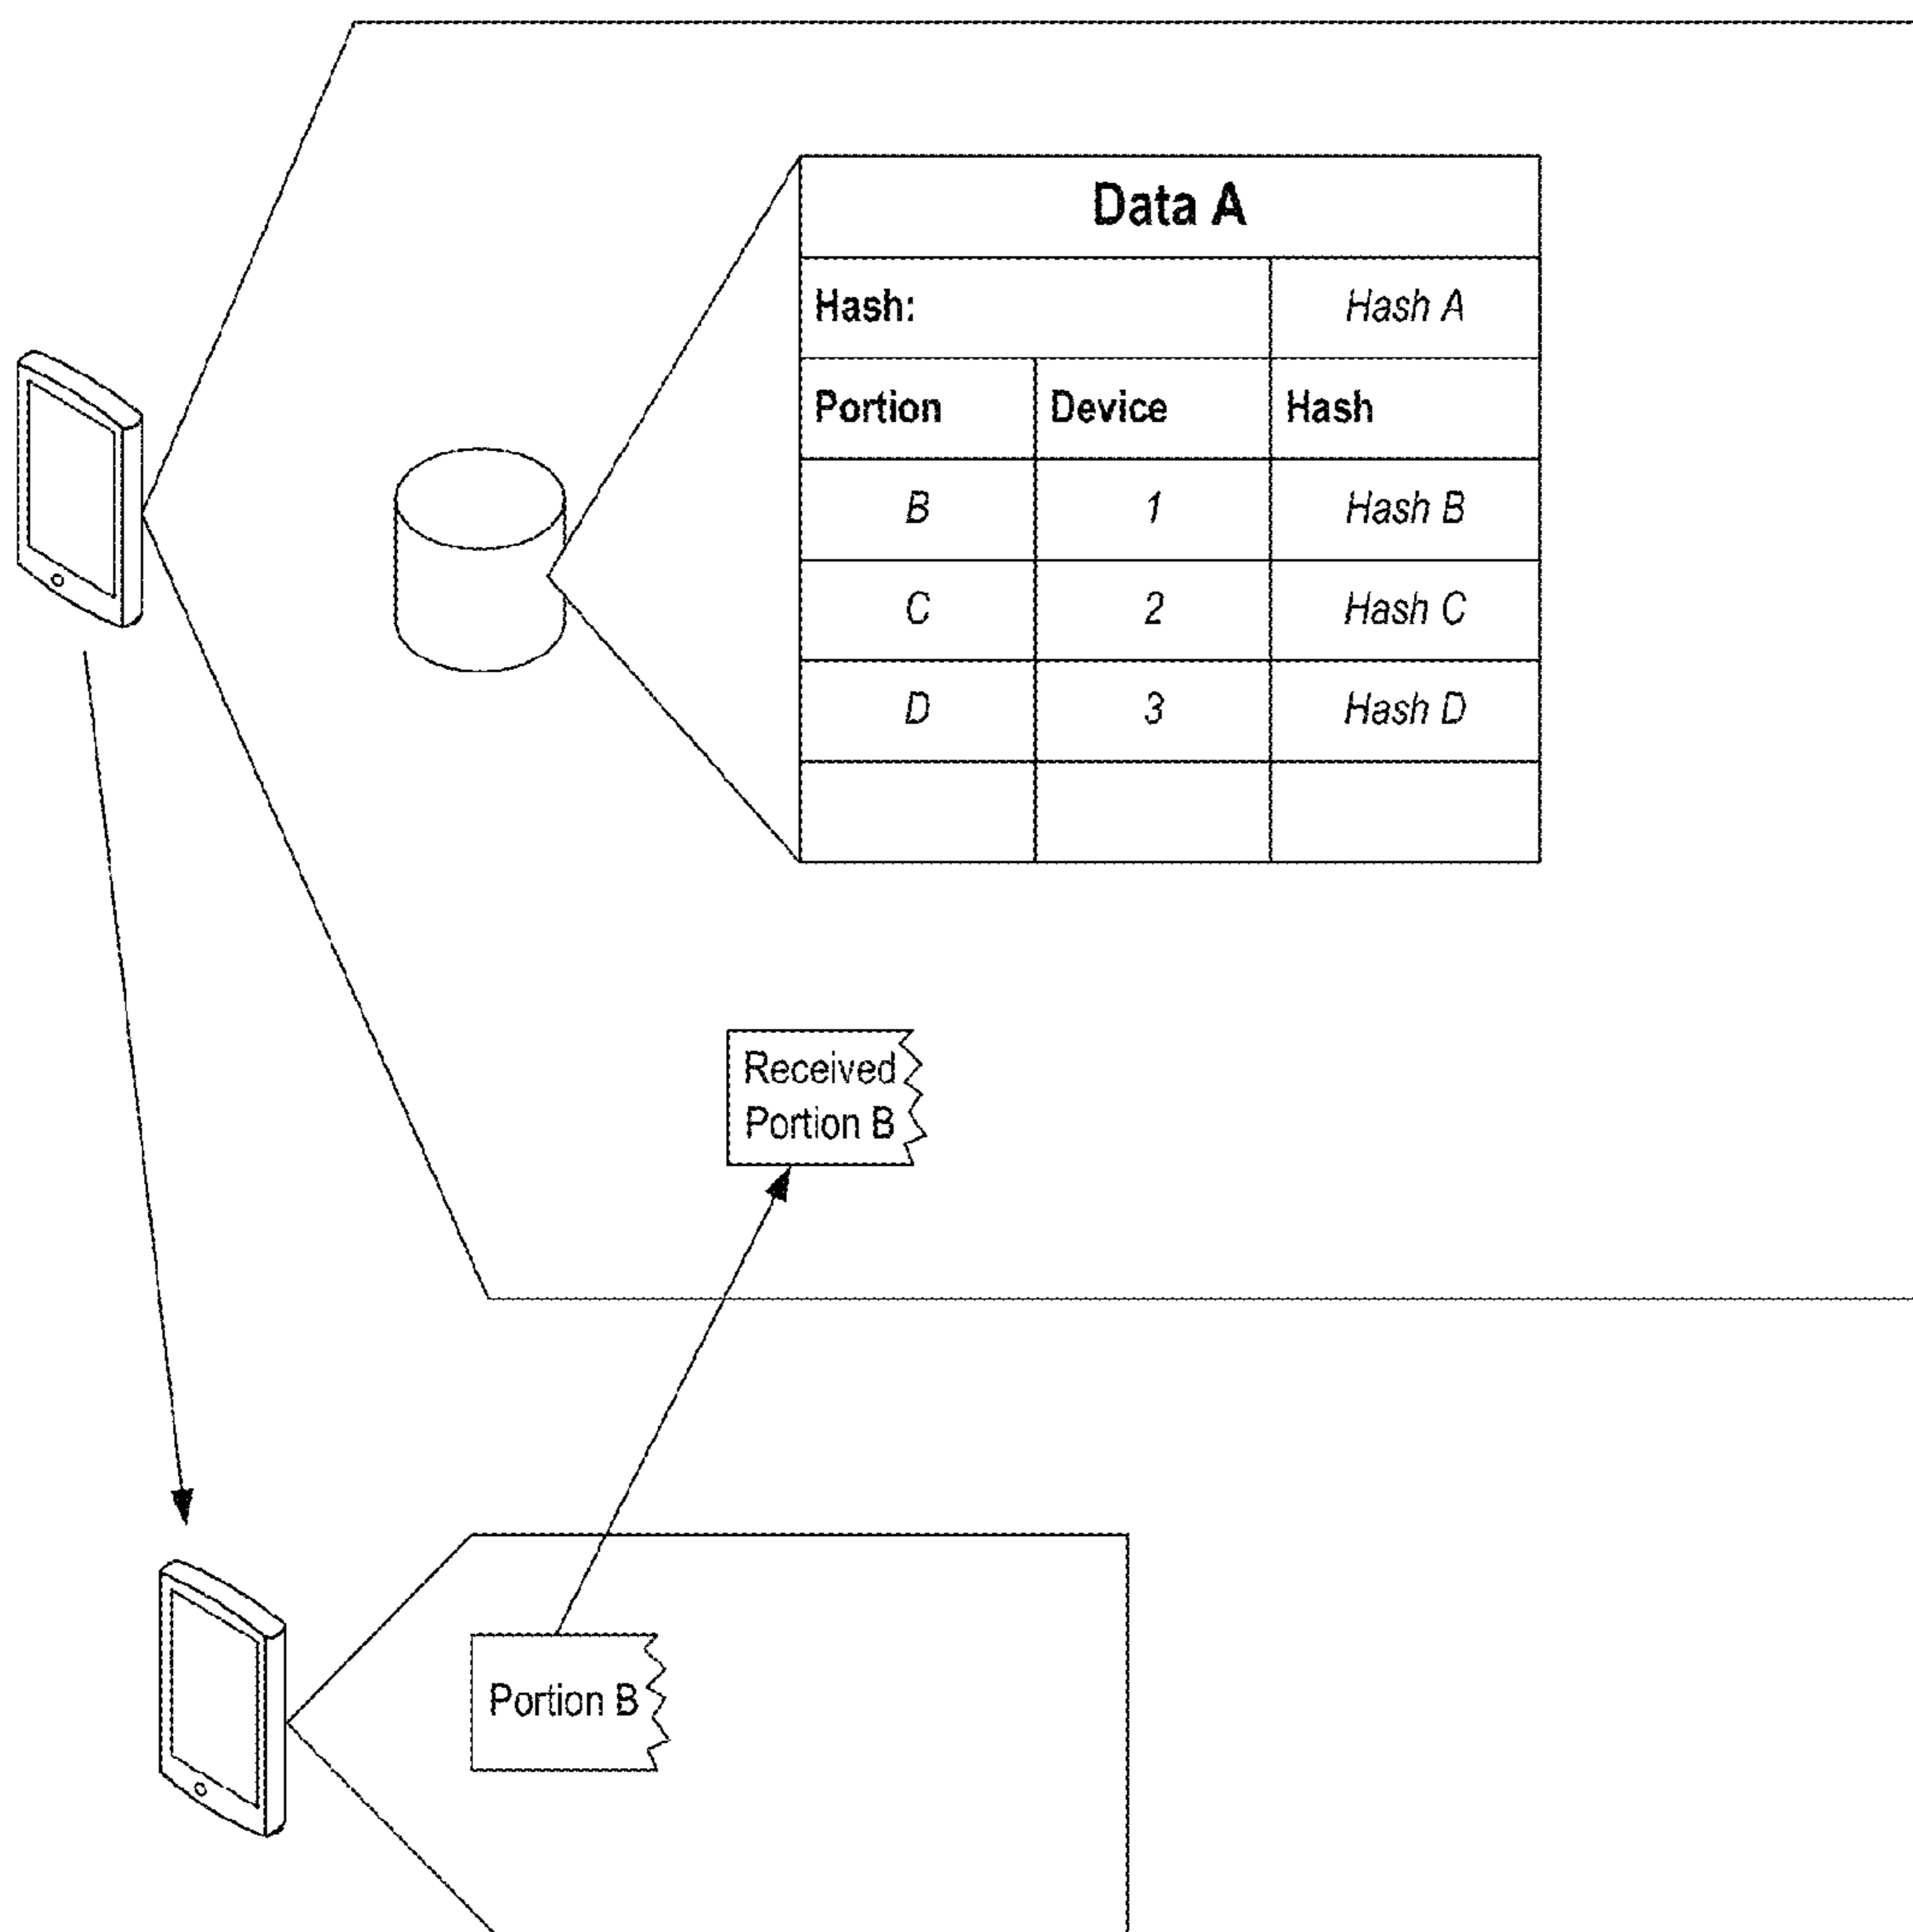 Data A
Hash: Hash A
Portion Device Hash
B 1 Hash B
C 2 Hash C
D 3 Hash D
Received
Portion B
Portion B